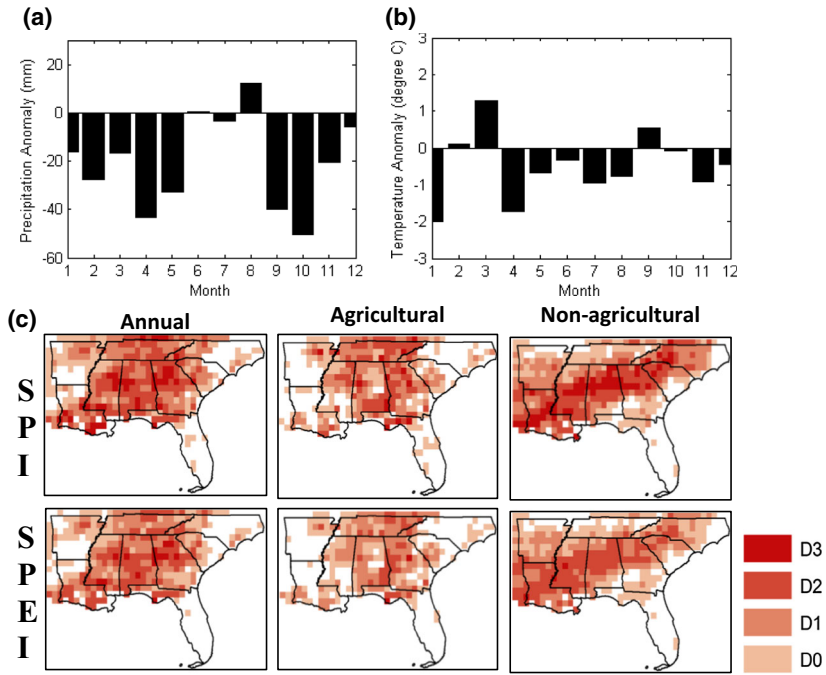 (a)
Precipitation Anomaly (mm)
20
0
-20
-40
-60
1 2 3 4 5 6 7 8 9 10 11 12
Month
(b)
Temperature Anomaly (degree C)
3
2
1
0
-1
-2
-3
1 2 3 4 5 6 7 8 9 10 11 12
Month
(c)
Annual
Agricultural
Non-agricultural
SPI
SPEI
D3
D2
D1
D0